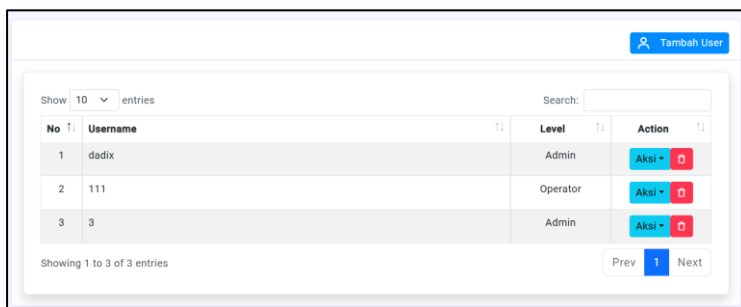 Tambah User
Show 10 entries Search:
No Username Level Action
1 dadix Admin Aksi
2 111 Operator Aksi
3 3 Admin Aksi
Showing 1 to 3 of 3 entries Prev 1 Next